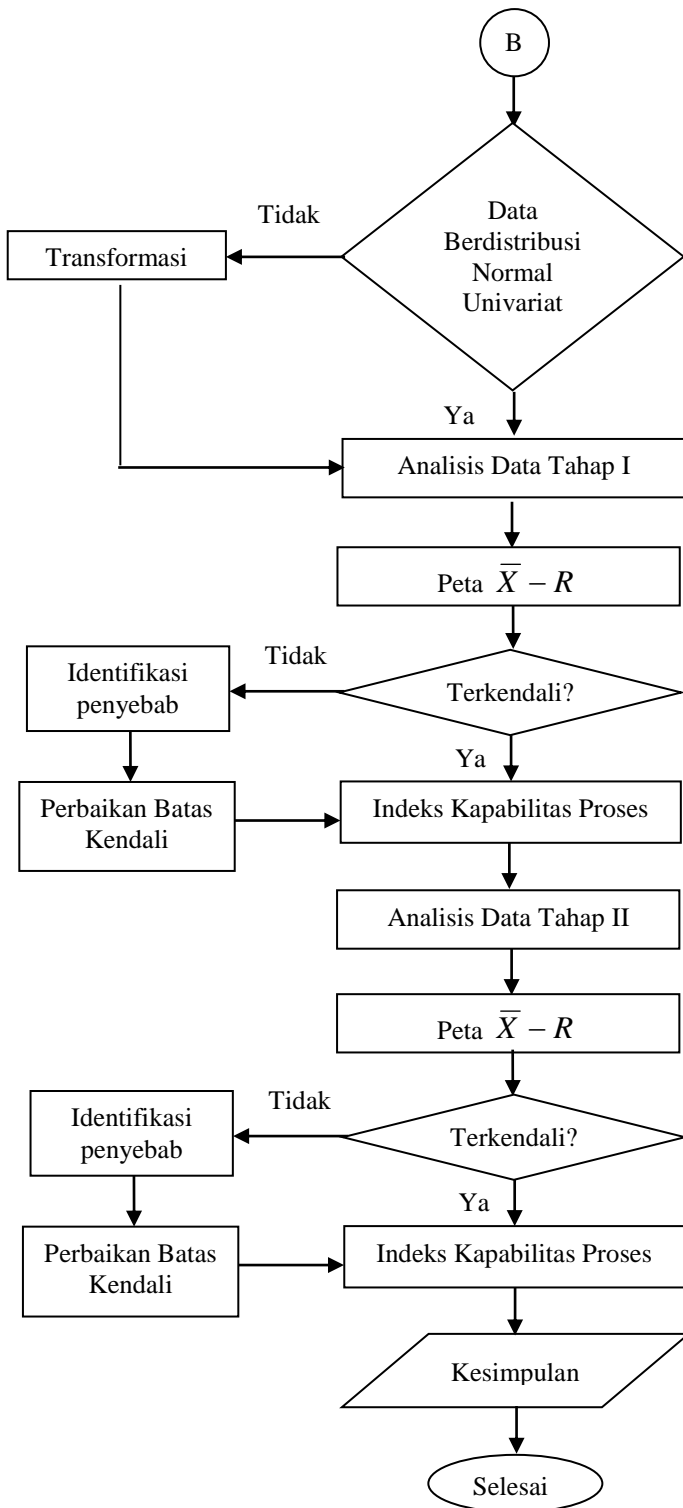 B
Data
Berdistribusi
Normal
Univariat
Tidak
Transformasi
Ya
Analisis Data Tahap I
Peta X̅ − R
Terkendali?
Tidak
Identifikasi
penyebab
Perbaikan Batas
Kendali
Ya
Indeks Kapabilitas Proses
Analisis Data Tahap II
Peta X̅ − R
Terkendali?
Tidak
Identifikasi
penyebab
Perbaikan Batas
Kendali
Ya
Indeks Kapabilitas Proses
Kesimpulan
Selesai